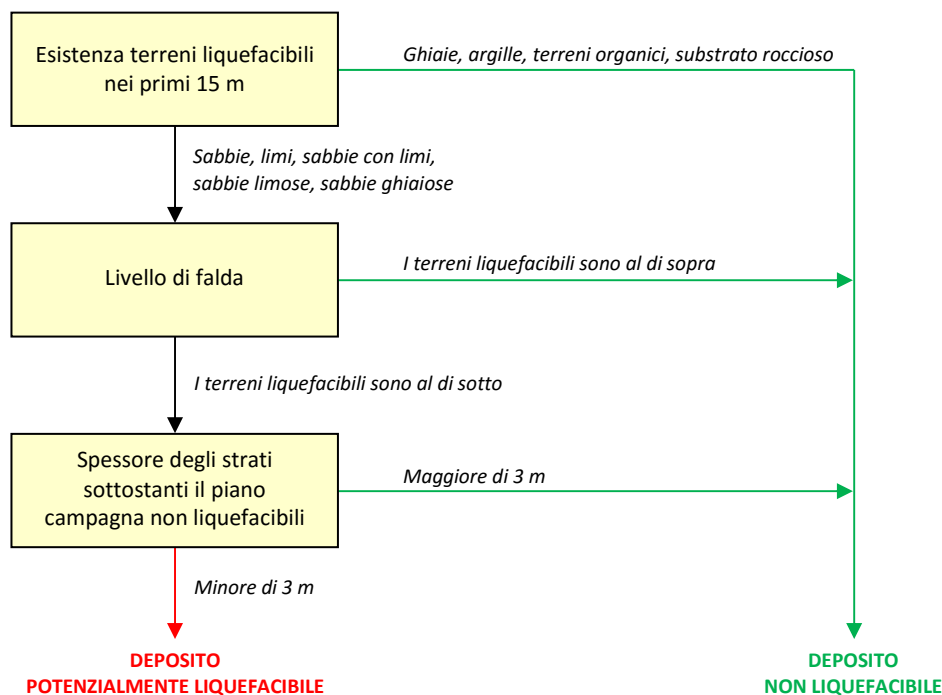 Esistenza terreni liquefacibili
nei primi 15 m
Ghiaie, argille, terreni organici, substrato roccioso
Sabbie, limi, sabbie con limi,
sabbie limose, sabbie ghiaiose
Livello di falda
I terreni liquefacibili sono al di sopra
I terreni liquefacibili sono al di sotto
Spessore degli strati
sottostanti il piano
campagna non liquefacibili
Maggiore di 3 m
Minore di 3 m
DEPOSITO
POTENZIALMENTE LIQUEFACIBILE
DEPOSITO
NON LIQUEFACIBILE